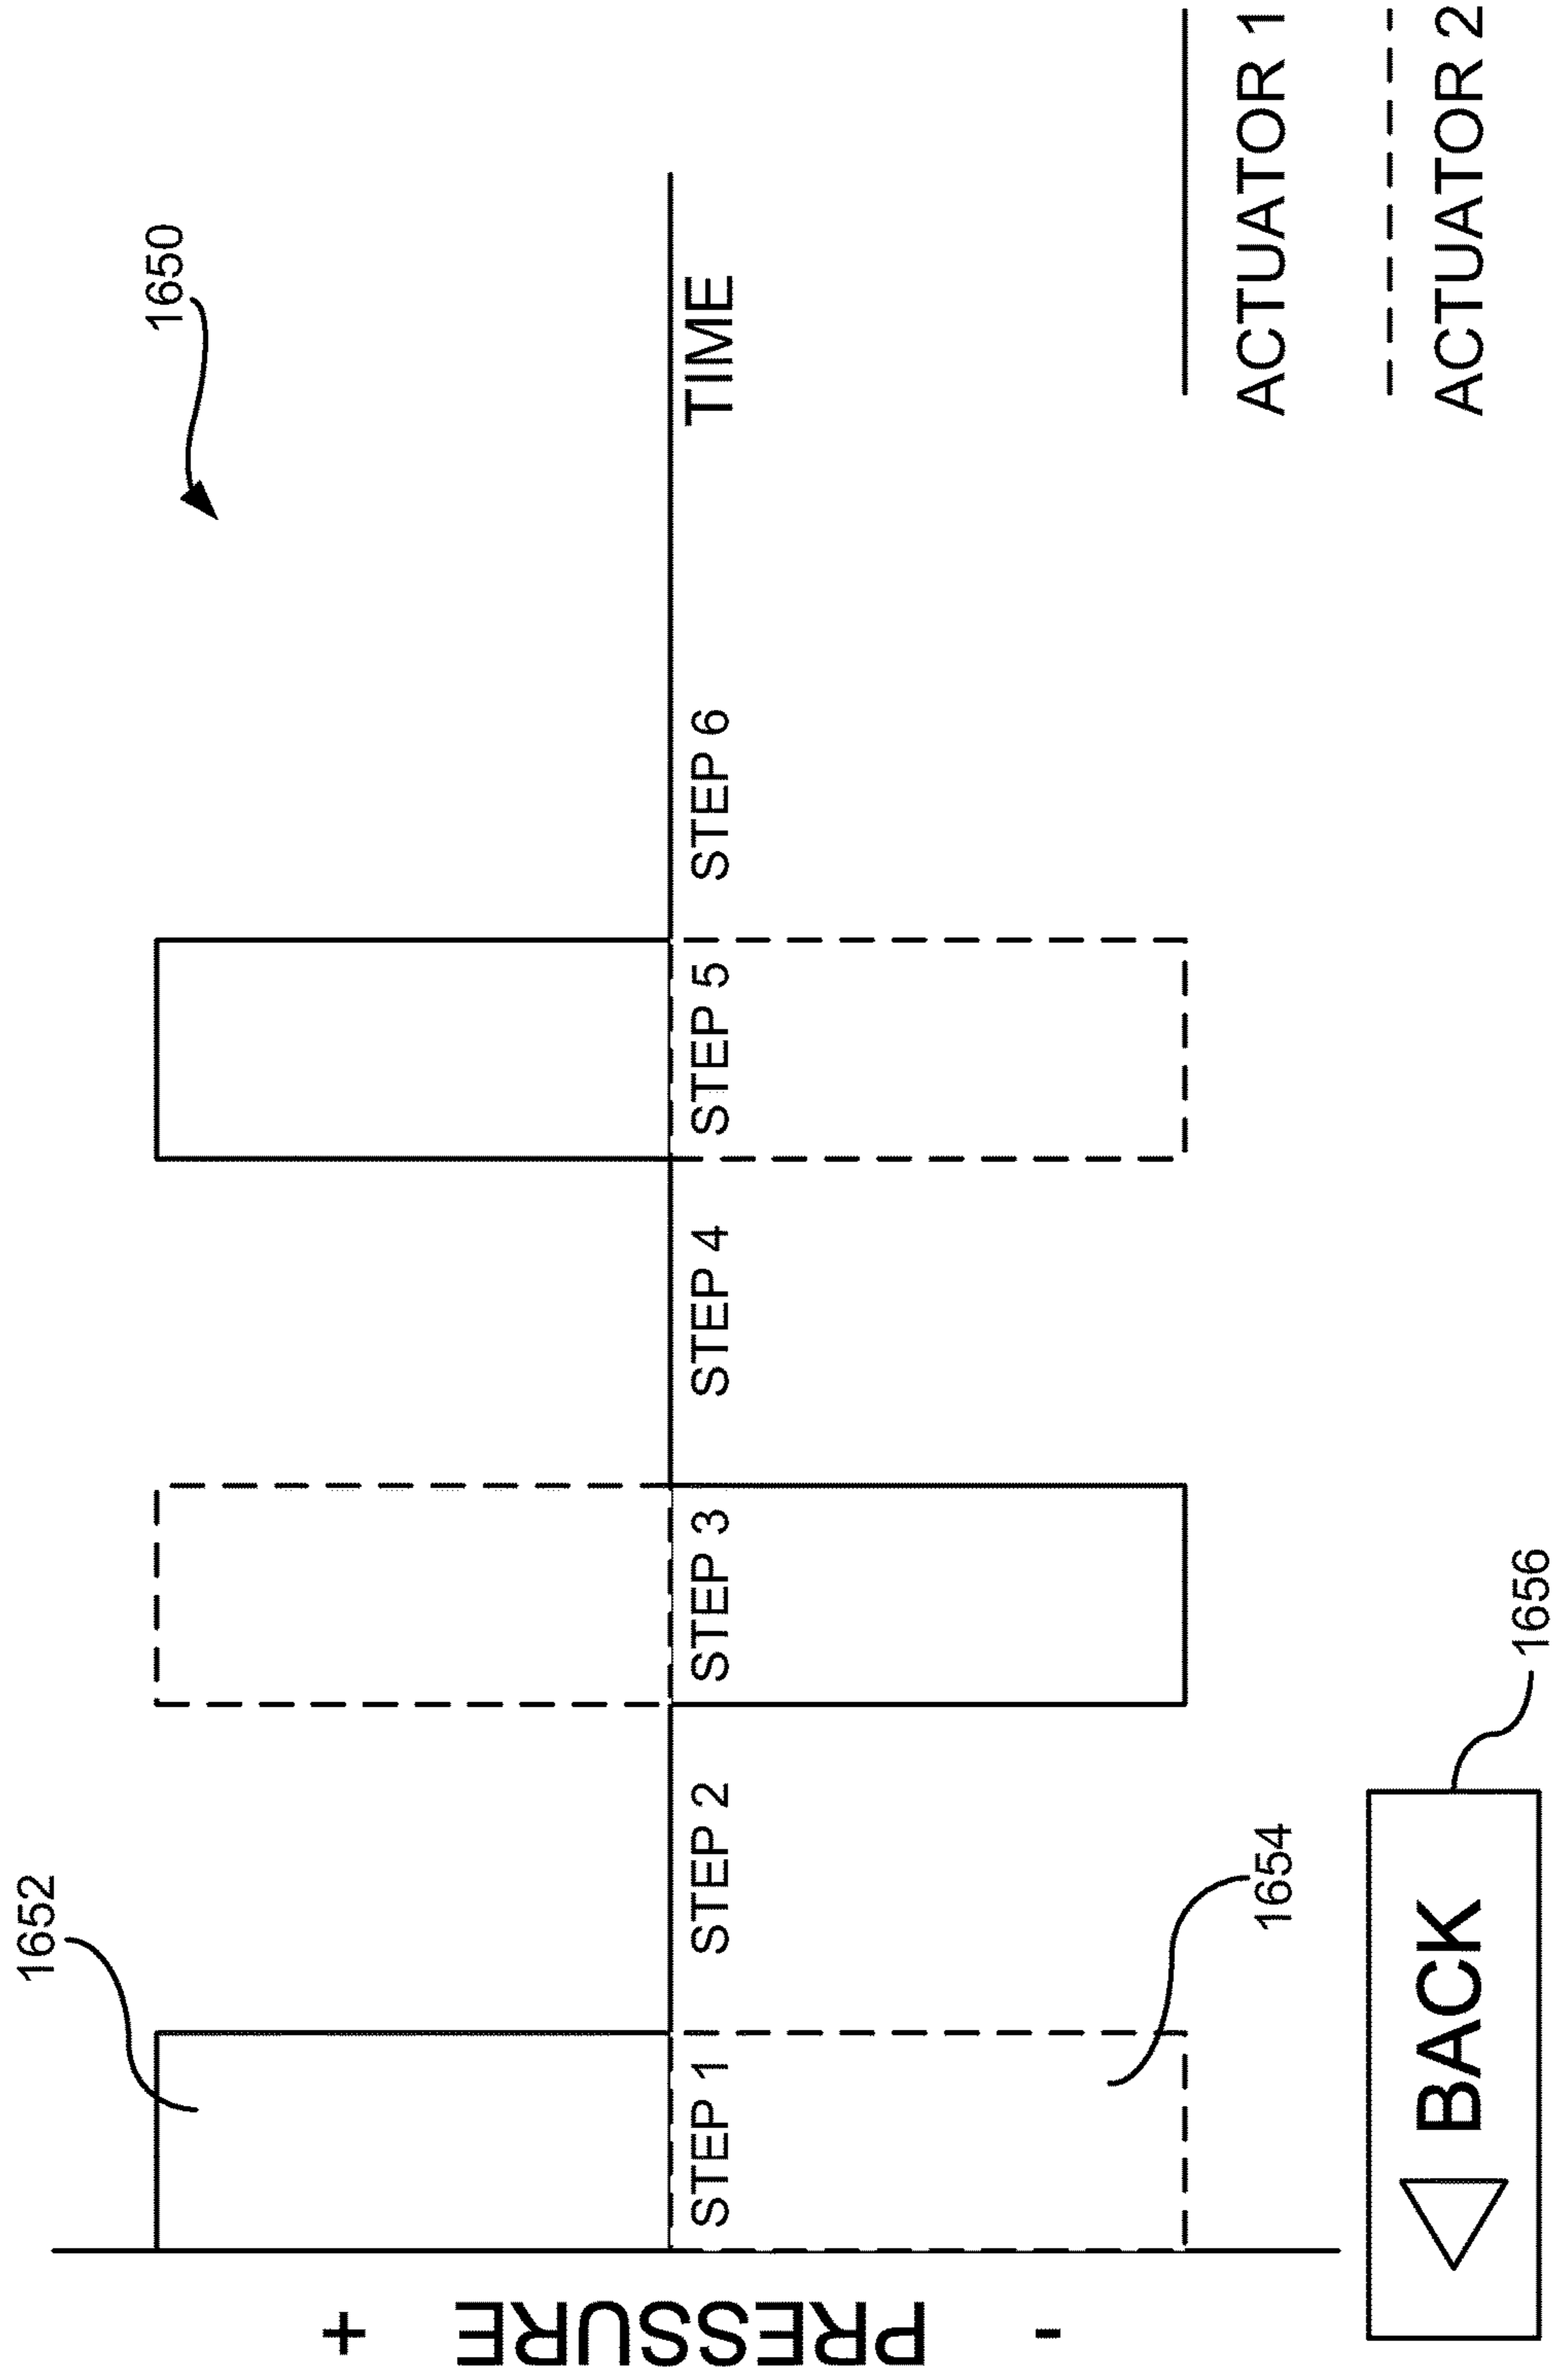 1650
1652
+
PRESSURE
-
STEP 1
STEP 2
STEP 3
STEP 4
STEP 5
STEP 6
TIME
1654
BACK
1656
ACTUATOR 1
ACTUATOR 2